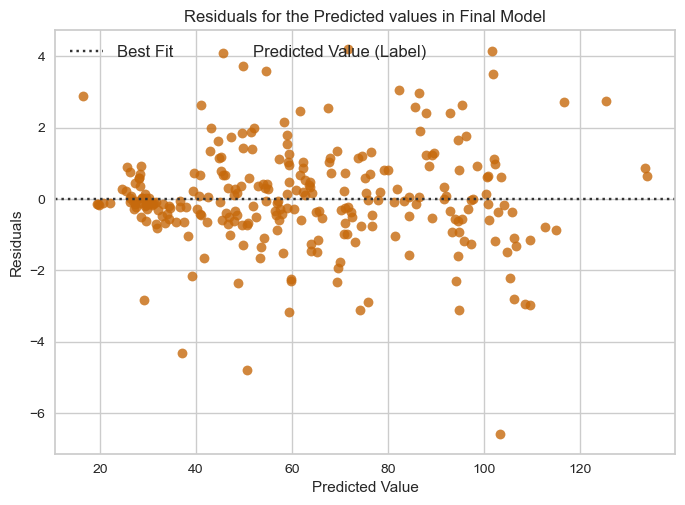 Residuals for the Predicted values in Final Model
Best Fit
Predicted Value (Label)
4
2
0
−2
−4
−6
Residuals
20 40 60 80 100 120
Predicted Value